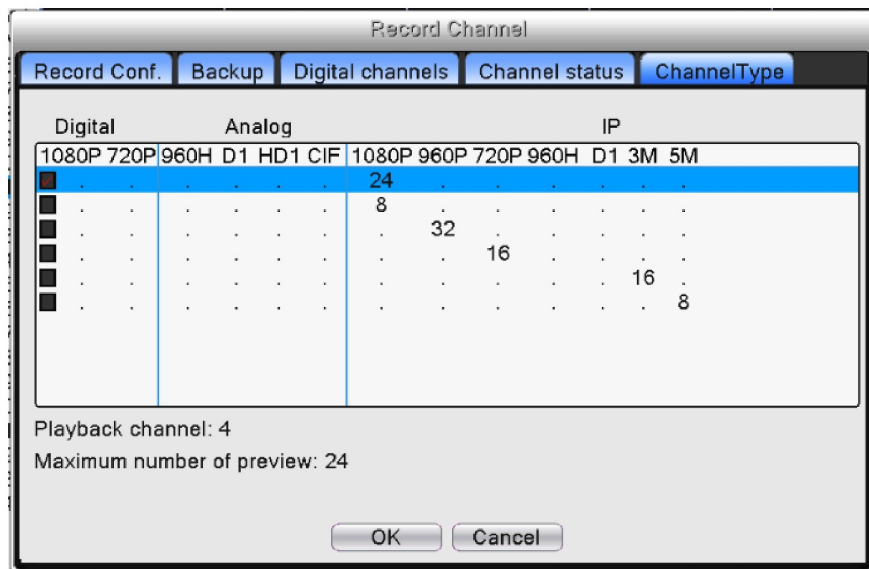 Record Channel
Record Conf. Backup Digital channels Channel status ChannelType
Digital Analog IP
1080P 720P 960H D1 HD1 CIF 1080P 960P 720P 960H D1 3M 5M
. . . . . . 24 . . . . . .
. . . . . . 8 . . . . . .
. . . . . . . 32 . . . . .
. . . . . . . . 16 . . . .
. . . . . . . . . . . 16 .
. . . . . . . . . . . . 8
Playback channel: 4
Maximum number of preview: 24
OK Cancel